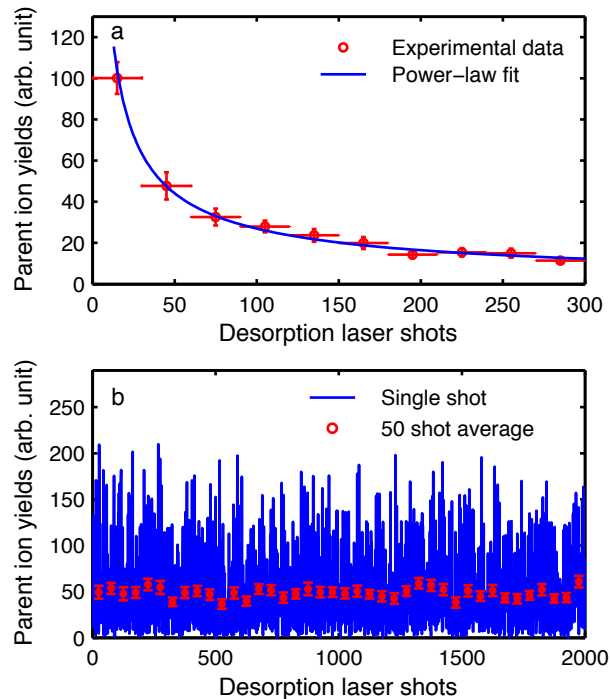 a
Experimental data
Power-law fit
Parent ion yields (arb. unit)
120
100
80
60
40
20
0
0 50 100 150 200 250 300
Desorption laser shots
b
Single shot
50 shot average
Parent ion yields (arb. unit)
250
200
150
100
50
0
0 500 1000 1500 2000
Desorption laser shots